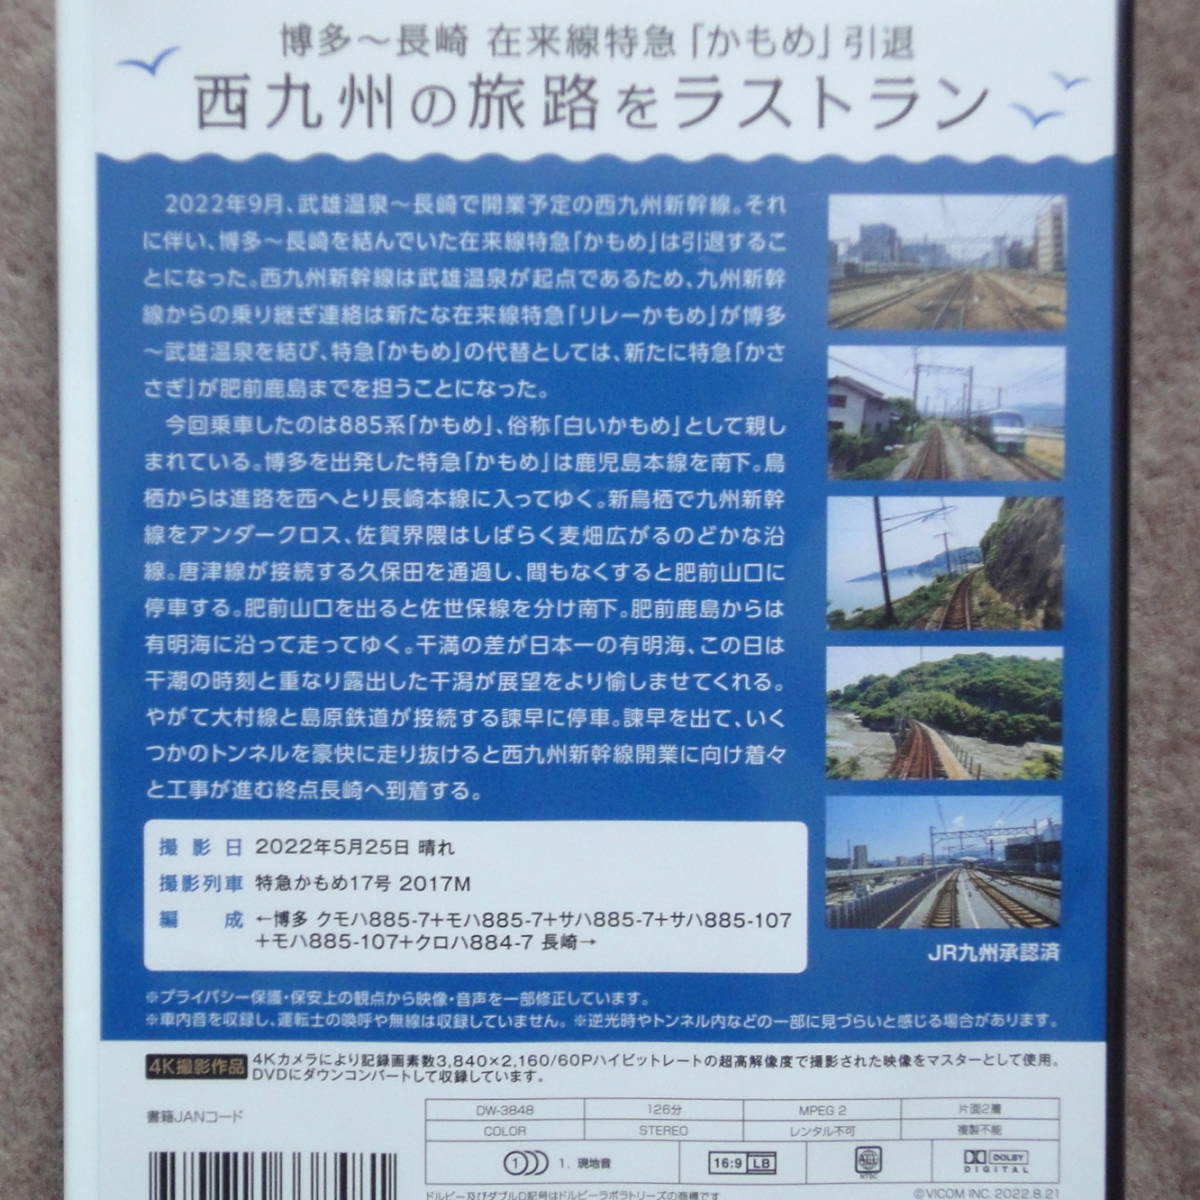 博多～長崎 在来線特急「かもめ」引退
西九州の旅路をラストラン
2022年9月、武雄温泉～長崎で開業予定の西九州新幹線。それ
に伴い、博多～長崎を結んでいた在来線特急「かもめ」は引退するこ
とになった。西九州新幹線は武雄温泉が起点であるため、九州新幹
線からの乗り継ぎ連絡は新たな在来線特急「リレーかもめ」が博多
～武雄温泉を結び、特急「かもめ」の代替としては、新たに特急「かさ
さぎ」が肥前鹿島までを担うことになった。
今回乗車したのは885系「かもめ」、俗称「白いかもめ」として親し
まれている。博多を出発した特急「かもめ」は鹿児島本線を南下。鳥
栖からは進路を西へとり長崎本線に入ってゆく。新鳥栖で九州新幹
線をアンダークロス、佐賀界隈はしばらく麦畑広がるのどかな沿
線。唐津線が接続する久保田を通過し、間もなくすると肥前山口に
停車する。肥前山口を出ると佐世保線を分け南下。肥前鹿島からは
有明海に沿って走ってゆく。干満の差が日本一の有明海、この日は
干潮の時刻と重なり露出した干潟が展望をより愉しませてくれる。
やがて大村線と島原鉄道が接続する諫早に停車。諫早を出て、いく
つかのトンネルを豪快に走り抜けると西九州新幹線開業に向け着々
と工事が進む終点長崎へ到着する。
撮影日 2022年5月25日 晴れ
撮影列車 特急かもめ17号 2017M
編成 ←博多 クモハ885-7+モハ885-7+サハ885-7+サハ885-107
+モハ885-107+クロハ884-7 長崎→
JR九州承認済
※プライバシー保護・保安上の観点から映像・音声を一部修正しています。
※車内音を収録し、運転士の喚呼や無線は収録していません。※逆光時やトンネル内などの一部に見づらいと感じる場合があります。
4K撮影作品 4Kカメラにより記録画素数3,840×2,160/60Pハイビットレートの超高解像度で撮影された映像をマスターとして使用。
DVDにダウンコンバートして収録しています。
書籍JANコード
DW-3848 126分 MPEG 2 片面2層
COLOR STEREO レンタル不可 複製不能
1 1. 現地音 16:9 LB ALL NTSC DOLBY DIGITAL
ドルビー及びダブルD記号はドルビーラボラトリーズの商標です ©VICOM INC. 2022.8.21